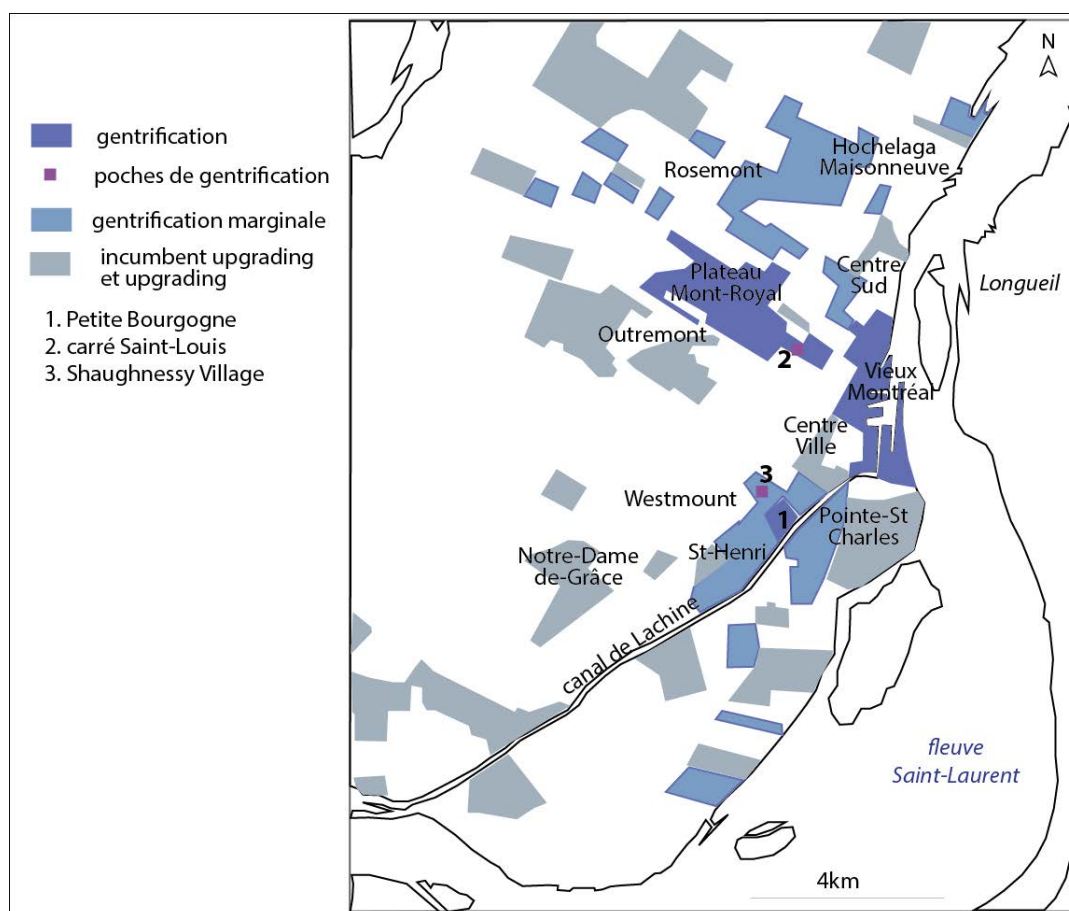 gentrification
poches de gentrification
gentrification marginale
incumbent upgrading
et upgrading
1. Petite Bourgogne
2. carré Saint-Louis
3. Shaughnessy Village
N
Hochelaga
Maisonneuve
Rosemont
Plateau
Mont-Royal
Centre
Sud
Longueil
Outremont
2
Vieux
Montréal
Centre
Ville
3
Westmount
1
Pointe-St
Charles
St-Henri
Notre-Dame
de-Grâce
canal de Lachine
fleuve
Saint-Laurent
4km